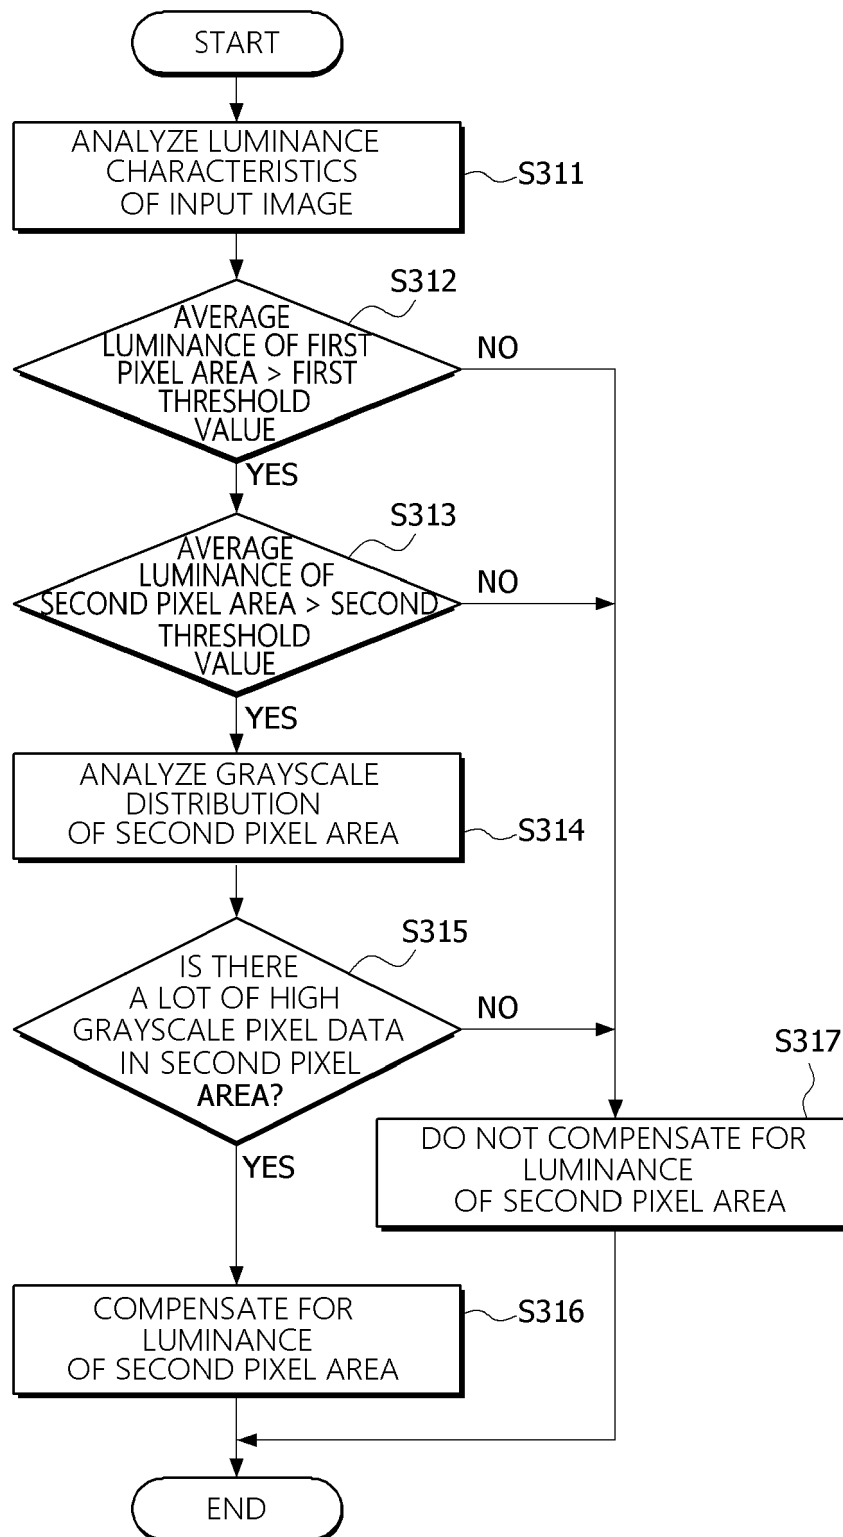 START
ANALYZE LUMINANCE
CHARACTERISTICS
OF INPUT IMAGE
S311
S312
AVERAGE
LUMINANCE OF FIRST
PIXEL AREA > FIRST
THRESHOLD
VALUE
NO
YES
S313
AVERAGE
LUMINANCE OF
SECOND PIXEL AREA > SECOND
THRESHOLD
VALUE
NO
YES
ANALYZE GRAYSCALE
DISTRIBUTION
OF SECOND PIXEL AREA
S314
S315
IS THERE
A LOT OF HIGH
GRAYSCALE PIXEL DATA
IN SECOND PIXEL
AREA?
NO
YES
S317
DO NOT COMPENSATE FOR
LUMINANCE
OF SECOND PIXEL AREA
COMPENSATE FOR
LUMINANCE
OF SECOND PIXEL AREA
S316
END